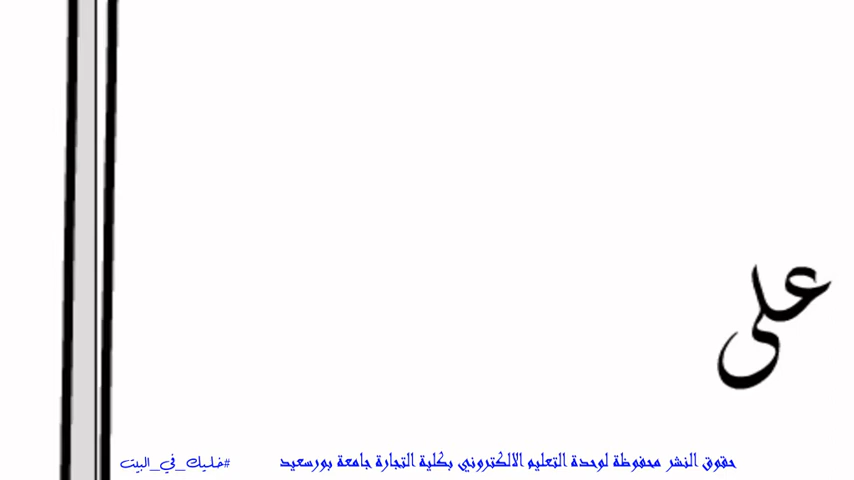 على
حقوق النشر محفوظة لوحدة التعليم الالكتروني بكلية التجارة جامعة بورسعيد #خليك_في_البيت